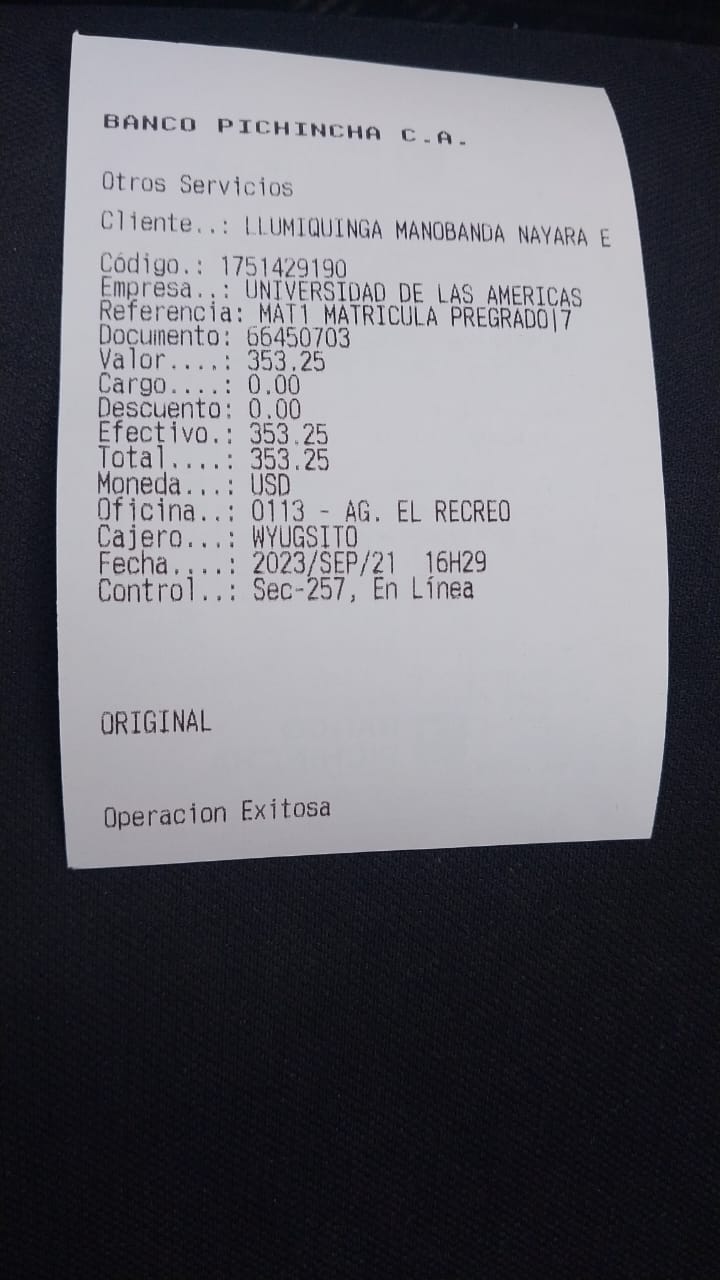 BANCO PICHINCHA C.A.
Otros Servicios
Cliente..: LLUMIQUINGA MANOBANDA NAYARA E
Código.: 1751429190
Empresa..: UNIVERSIDAD DE LAS AMERICAS
Referencia: MAT1 MATRICULA PREGRADO|7
Documento: 66450703
Valor....: 353.25
Cargo....: 0.00
Descuento: 0.00
Efectivo.: 353.25
Total....: 353.25
Moneda...: USD
Oficina..: 0113 - AG. EL RECREO
Cajero...: WYUGSITO
Fecha....: 2023/SEP/21 16H29
Control..: Sec-257, En Línea
ORIGINAL
Operacion Exitosa